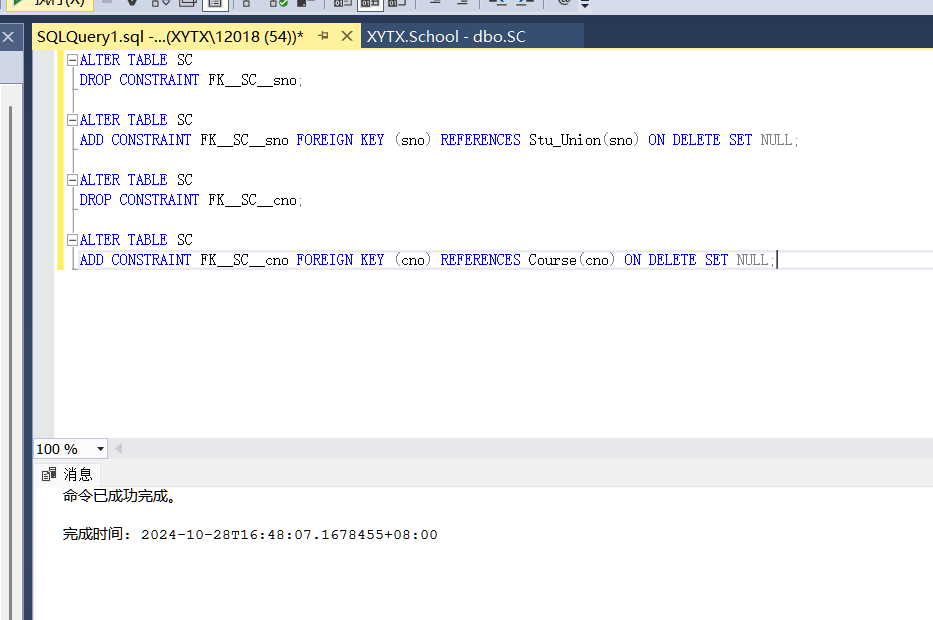 SQLQuery1.sql -...(XYTX\12018 (54))* XYTX.School - dbo.SC
ALTER TABLE SC
DROP CONSTRAINT FK__SC__sno;
ALTER TABLE SC
ADD CONSTRAINT FK__SC__sno FOREIGN KEY (sno) REFERENCES Stu_Union(sno) ON DELETE SET NULL;
ALTER TABLE SC
DROP CONSTRAINT FK__SC__cno;
ALTER TABLE SC
ADD CONSTRAINT FK__SC__cno FOREIGN KEY (cno) REFERENCES Course(cno) ON DELETE SET NULL;
100 %
消息
命令已成功完成。
完成时间: 2024-10-28T16:48:07.1678455+08:00